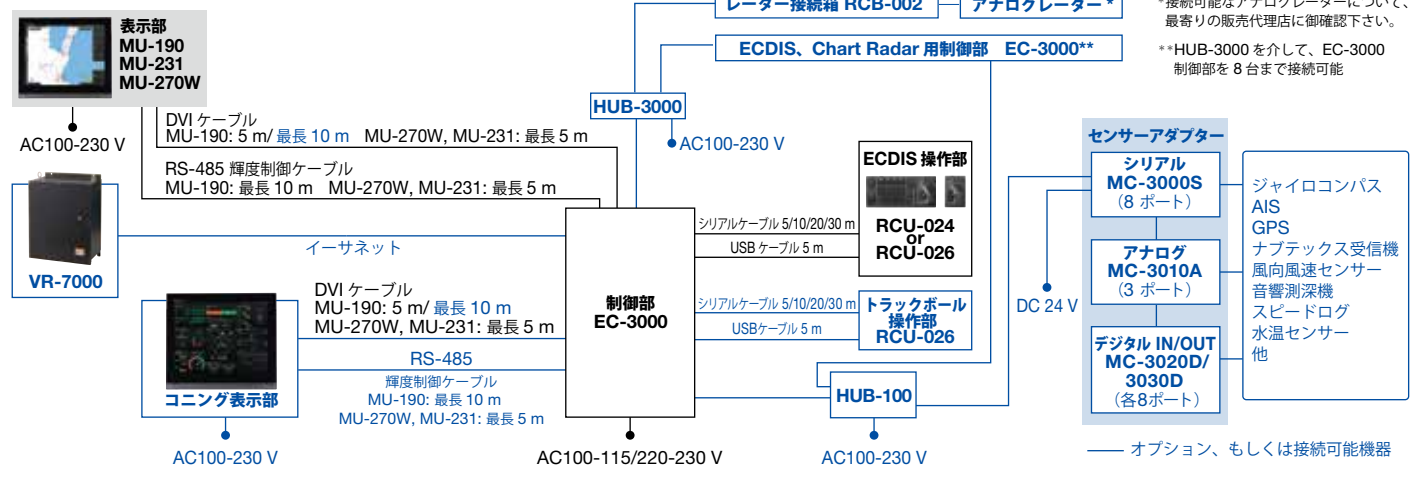 表示部
MU-190
MU-231
MU-270W
AC100-230 V
DVI ケーブル
MU-190: 5 m/ 最長 10 m MU-270W, MU-231: 最長 5 m
RS-485 輝度制御ケーブル
MU-190: 最長 10 m MU-270W, MU-231: 最長 5 m
VR-7000
イーサネット
コニング表示部
AC100-230 V
DVI ケーブル
MU-190: 5 m/ 最長 10 m
MU-270W, MU-231: 最長 5 m
RS-485
輝度制御ケーブル
MU-190: 最長 10 m
MU-270W, MU-231: 最長 5 m
制御部
EC-3000
AC100-115/220-230 V
レーダー接続箱 RCB-002
アナログレーダー *
ECDIS、Chart Radar 用制御部 EC-3000**
HUB-3000
AC100-230 V
シリアルケーブル 5/10/20/30 m
USB ケーブル 5 m
ECDIS 操作部
RCU-024
or
RCU-026
シリアルケーブル 5/10/20/30 m
USBケーブル 5 m
トラックボール
操作部
RCU-026
HUB-100
AC100-230 V
*接続可能なアナログレーダーについて、
最寄りの販売代理店に御確認下さい。
**HUB-3000 を介して、EC-3000
制御部を 8 台まで接続可能
DC 24 V
センサーアダプター
シリアル
MC-3000S
(8 ポート)
アナログ
MC-3010A
(3 ポート)
デジタル IN/OUT
MC-3020D/
3030D
(各8ポート)
ジャイロコンパス
AIS
GPS
ナブテックス受信機
風向風速センサー
音響測深機
スピードログ
水温センサー
他
オプション、もしくは接続可能機器